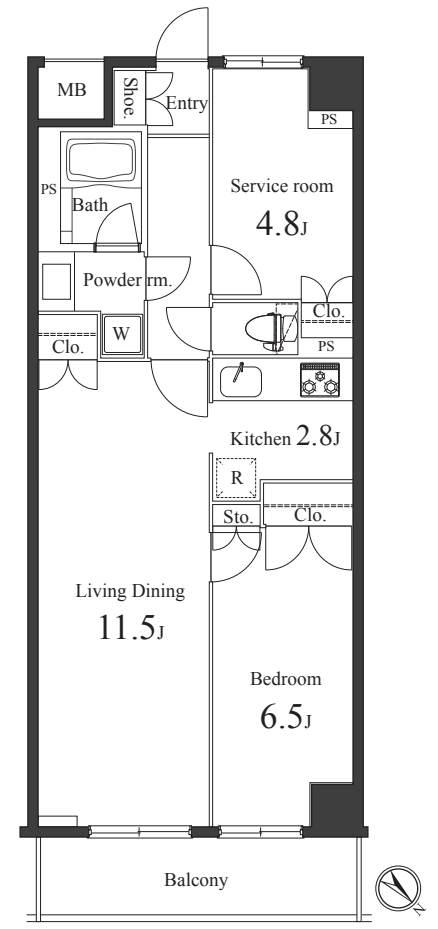 MB
Shoe.
Entry
PS
Service room
4.8J
PS
Bath
Powder rm.
W
Clo.
Clo.
PS
Kitchen 2.8J
R
Sto.
Clo.
Living Dining
11.5J
Bedroom
6.5J
Balcony
N